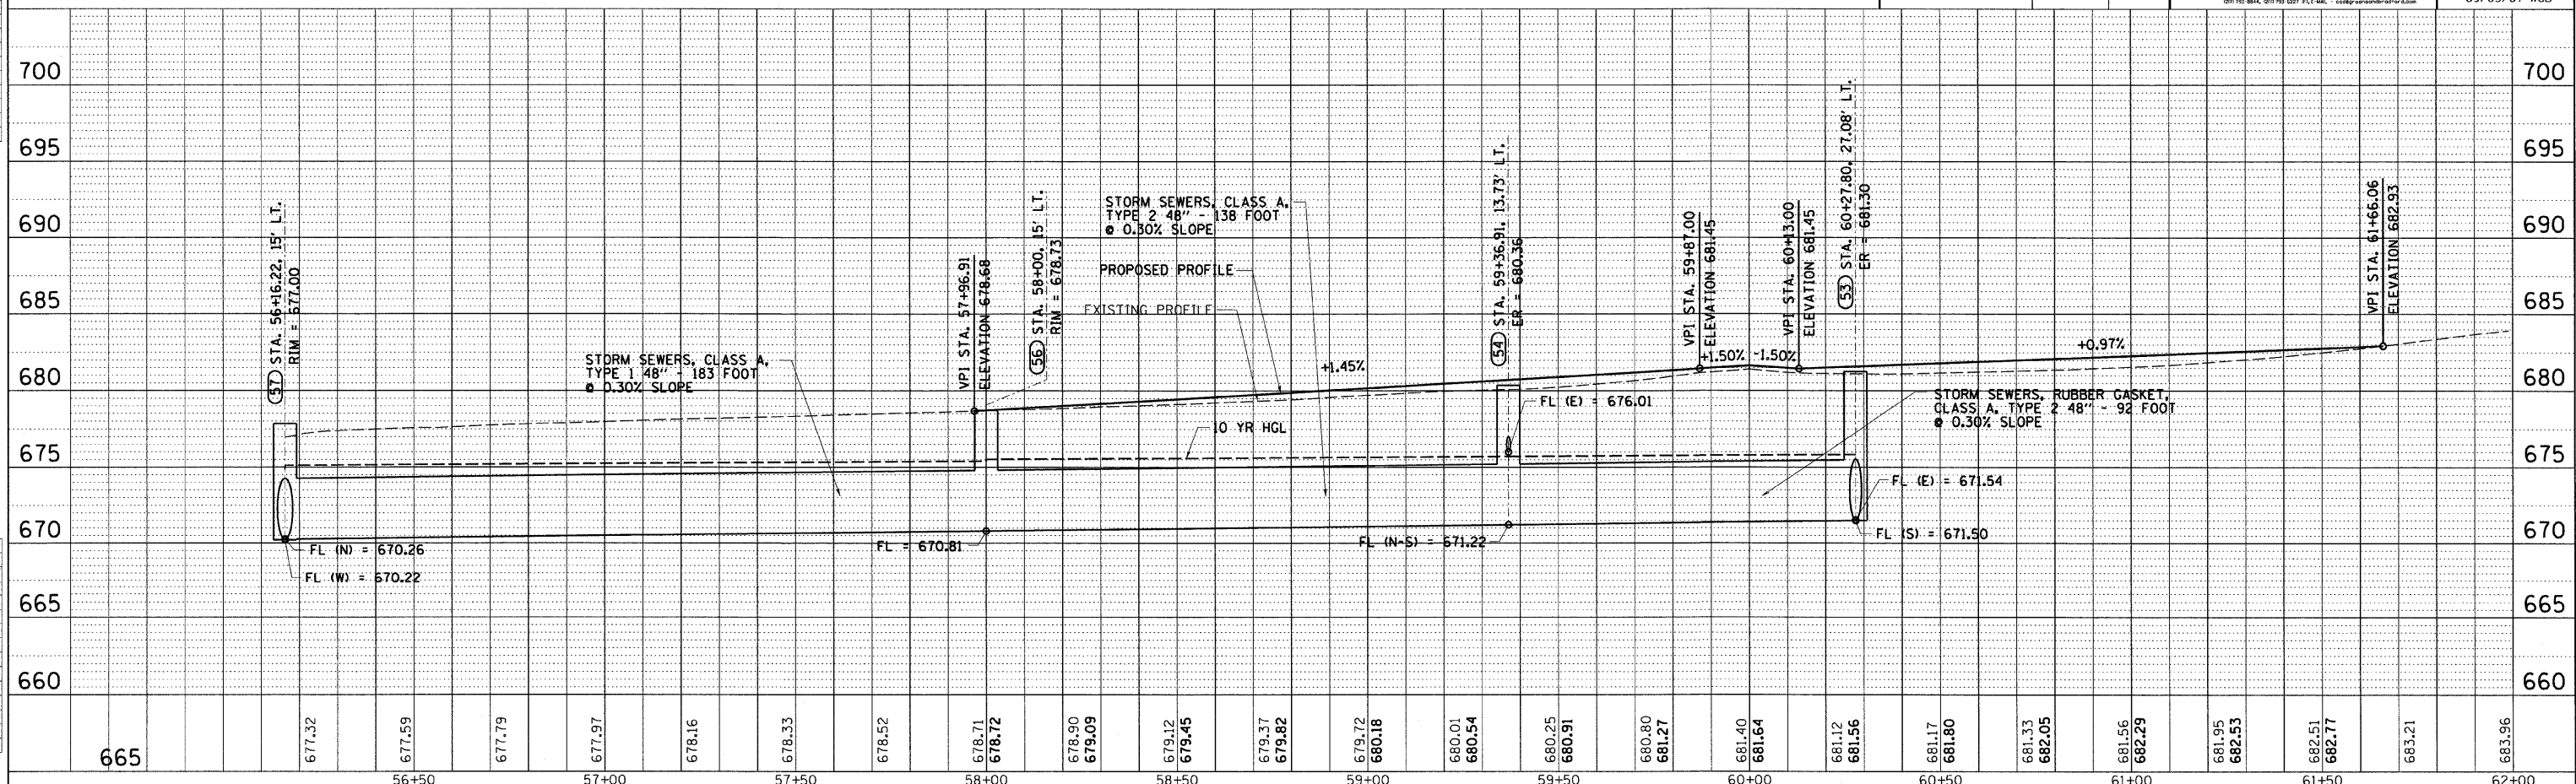 700
700
695
695
690
690
685
685
680
680
675
675
670
670
665
665
660
660
665
57 STA. 56+16.22, 15' LT.
RIM = 677.00
STORM SEWERS, CLASS A,
TYPE 1 48" - 183 FOOT
@ 0.30% SLOPE
VPI STA. 57+96.91
ELEVATION 678.68
56 STA. 58+00, 15' LT.
RIM = 678.73
STORM SEWERS, CLASS A,
TYPE 2 48" - 138 FOOT
@ 0.30% SLOPE
PROPOSED PROFILE
EXISTING PROFILE
10 YR HGL
+1.45%
54 STA. 59+36.91, 13.73' LT.
ER = 680.36
FL (E) = 676.01
VPI STA. 59+87.00
ELEVATION 681.45
+1.50%
-1.50%
VPI STA. 60+13.00
ELEVATION 681.45
53 STA. 60+27.80, 27.08' LT.
ER = 681.30
+0.97%
VPI STA. 61+66.06
ELEVATION 682.93
STORM SEWERS, RUBBER GASKET,
CLASS A, TYPE 2 48" - 92 FOOT
@ 0.30% SLOPE
FL (E) = 671.54
FL (S) = 671.50
FL (N-S) = 671.22
FL = 670.81
FL (N) = 670.26
FL (W) = 670.22
677.32
677.59
677.79
677.97
678.16
678.33
678.52
678.71
678.72
678.90
679.09
679.12
679.45
679.37
679.82
679.72
680.18
680.01
680.54
680.25
680.91
680.80
681.27
681.40
681.64
681.12
681.56
681.17
681.80
681.33
682.05
681.56
682.29
681.95
682.53
682.51
682.77
683.21
683.96
56+50
57+00
57+50
58+00
58+50
59+00
59+50
60+00
60+50
61+00
61+50
62+00